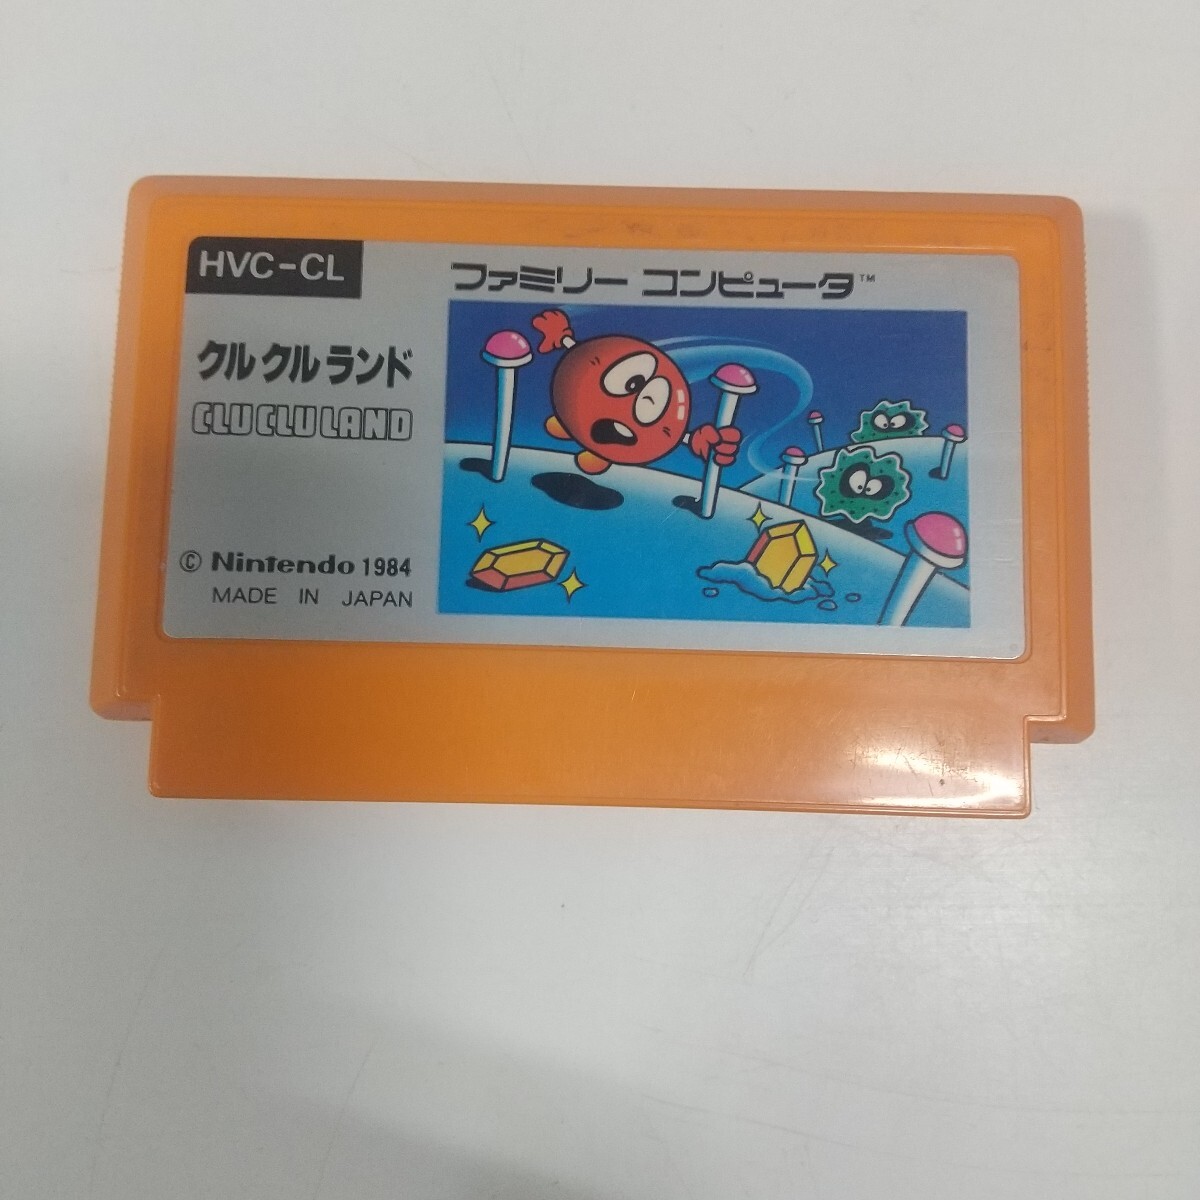 HVC-CL
ファミリー コンピュータ™
クルクルランド
CLU CLU LAND
© Nintendo 1984
MADE IN JAPAN